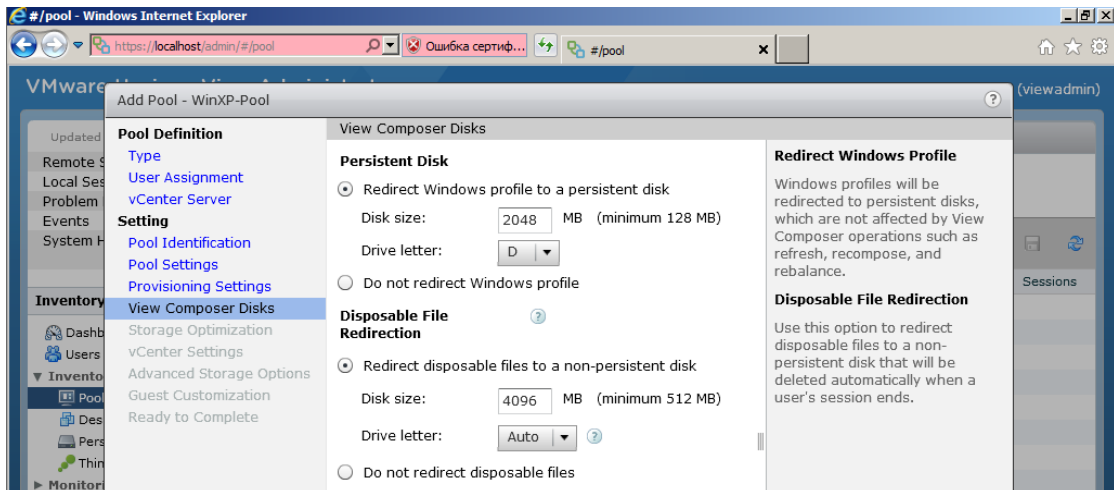 #/pool - Windows Internet Explorer
https://localhost/admin/#/pool
Ошибка сертиф...
#/pool
VMware
(viewadmin)
Add Pool - WinXP-Pool
Updated
Remote
Local
Problem
Events
System
Inventory
Users
Monitori
Pool Definition
Type
User Assignment
vCenter Server
Setting
Pool Identification
Pool Settings
Provisioning Settings
View Composer Disks
Storage Optimization
vCenter Settings
Advanced Storage Options
Guest Customization
Ready to Complete
View Composer Disks
Persistent Disk
Redirect Windows profile to a persistent disk
Disk size: 2048 MB (minimum 128 MB)
Drive letter: D
Do not redirect Windows profile
Disposable File
Redirection
Redirect disposable files to a non-persistent disk
Disk size: 4096 MB (minimum 512 MB)
Drive letter: Auto
Do not redirect disposable files
Redirect Windows Profile
Windows profiles will be
redirected to persistent disks,
which are not affected by View
Composer operations such as
refresh, recompose, and
rebalance.
Disposable File Redirection
Use this option to redirect
disposable files to a non-
persistent disk that will be
deleted automatically when a
user's session ends.
Sessions